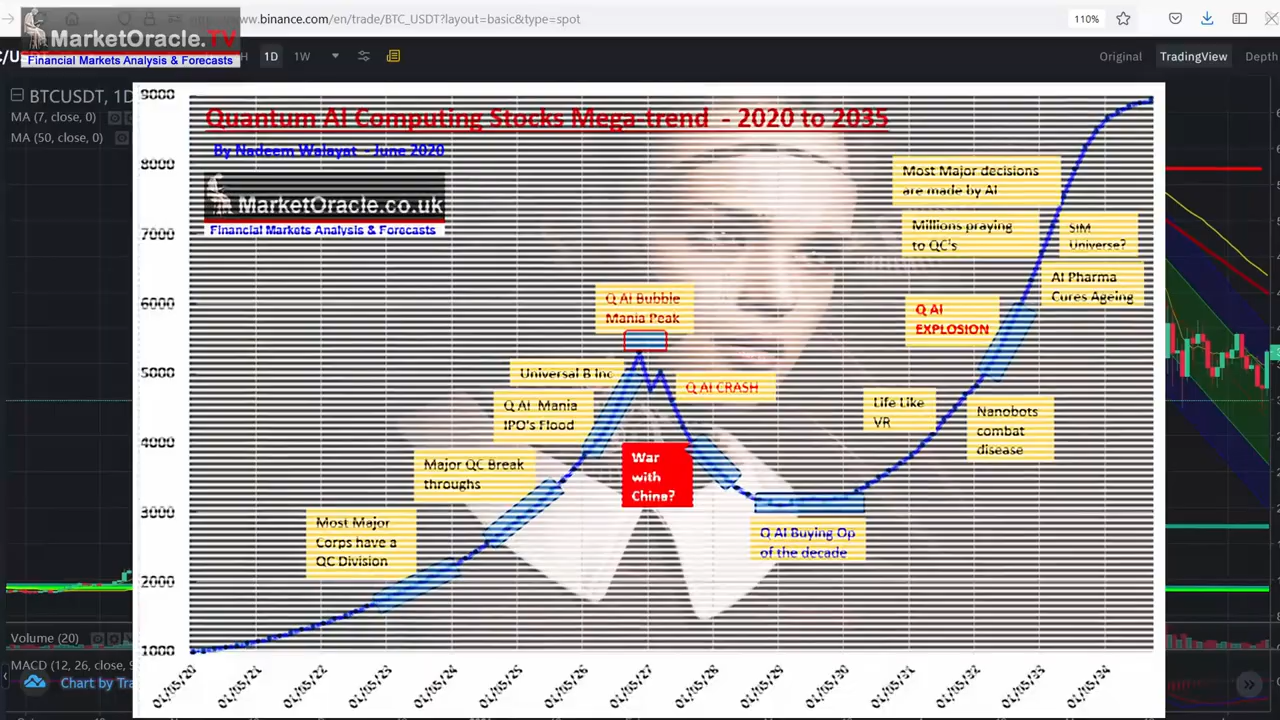 www.binance.com/en/trade/BTC_USDT?layout=basic&type=spot
110%
MarketOracle.TV
Financial Markets Analysis & Forecasts
1D
1W
Original
TradingView
Depth
BTCUSDT, 1D
MA (7, close, 0)
MA (50, close, 0)
Quantum AI Computing Stocks Mega-trend - 2020 to 2035
By Nadeem Walayat - June 2020
MarketOracle.co.uk
Financial Markets Analysis & Forecasts
9000
8000
7000
6000
5000
4000
3000
2000
1000
Most Major decisions
are made by AI
Millions praying
to QC's
SIM
Universe?
AI Pharma
Cures Ageing
Q AI
EXPLOSION
Q AI Bubble
Mania Peak
Universal B Inc
Q AI CRASH
Q AI Mania
IPO's Flood
Life Like
VR
Nanobots
combat
disease
Major QC Break
throughs
War
with
China?
Most Major
Corps have a
QC Division
Q AI Buying Op
of the decade
01/05/20
01/05/21
01/05/22
01/05/23
01/05/24
01/05/25
01/05/26
01/05/27
01/05/28
01/05/29
01/05/30
01/05/31
01/05/32
01/05/33
01/05/34
Volume (20)
MACD (12, 26, close, 9
Chart by Tra